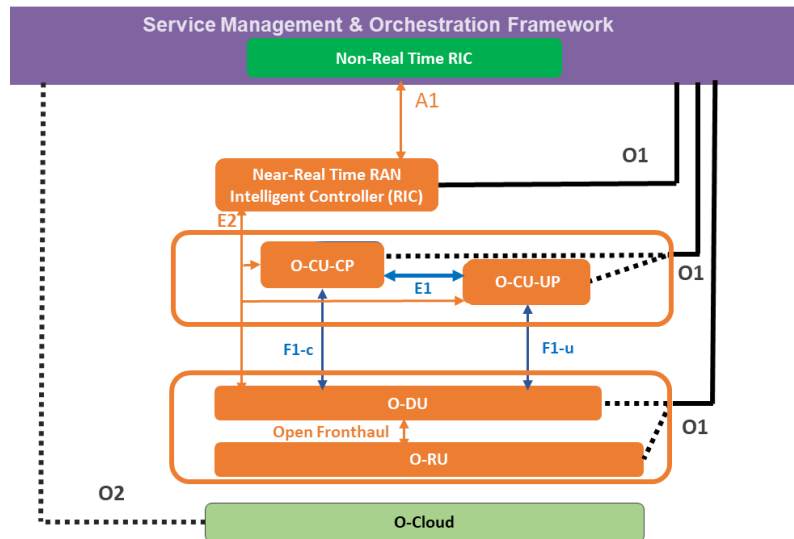 Service Management & Orchestration Framework
Non-Real Time RIC
A1
O1
Near-Real Time RAN
Intelligent Controller (RIC)
E2
O-CU-CP
O-CU-UP
E1
O1
F1-c
F1-u
O-DU
Open Fronthaul
O1
O-RU
O2
O-Cloud